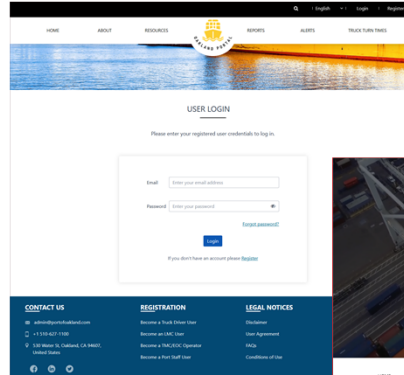 English Login Register
HOME ABOUT RESOURCES REPORTS ALERTS TRUCK TURN TIMES
OAKLAND PORTAL
USER LOGIN
Please enter your registered user credentials to log in.
Email Enter your email address
Password Enter your password
Forgot password?
Login
If you don't have an account please Register
CONTACT US
admin@portofoakland.com
+1 510-627-1100
530 Water St, Oakland, CA 94607,
United States
REGISTRATION
Become a Truck Driver User
Become an LMC User
Become a TMC/EOC Operator
Become a Port Staff User
LEGAL NOTICES
Disclaimer
User Agreement
FAQs
Conditions of Use